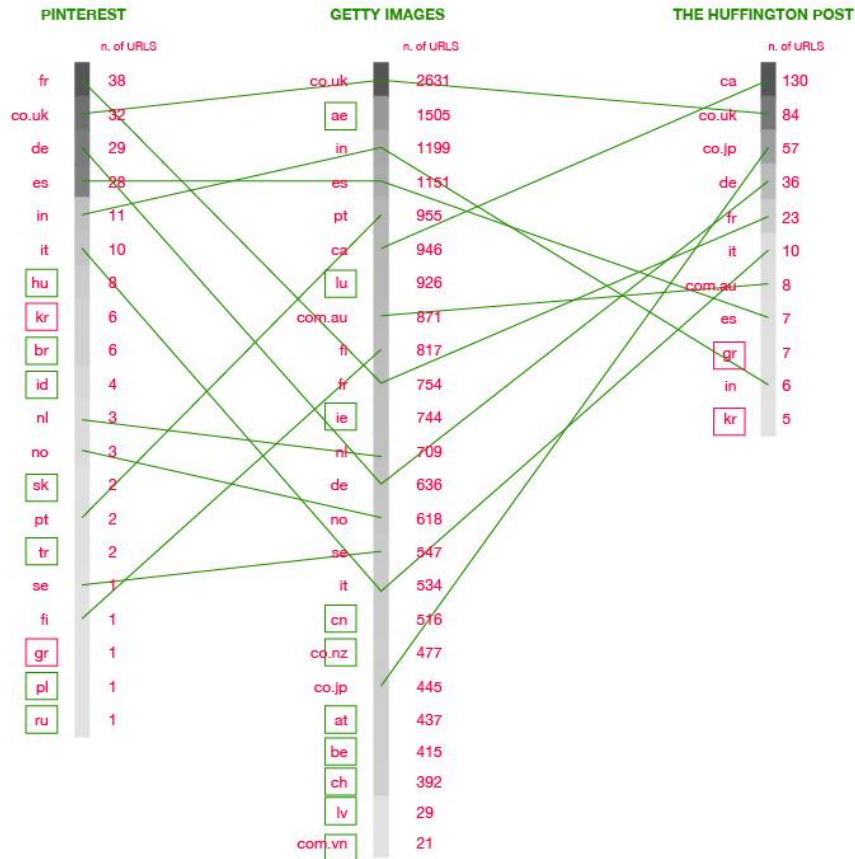 PINTEREST GETTY IMAGES THE HUFFINGTON POST
n. of URLS n. of URLS n. of URLS
fr 38 co.uk 2631 ca 130
co.uk 32 ae 1505 co.uk 84
de 29 in 1199 co.jp 57
es 28 es 1151 de 36
in 11 pt 955 fr 23
it 10 ca 946 it 10
hu 8 lu 926 com.au 8
kr 6 com.au 871 es 7
br 6 fi 817 gr 7
id 4 fr 754 in 6
nl 3 ie 744 kr 5
no 3 nl 709
sk 2 de 636
pt 2 no 618
tr 2 se 547
se 1 it 534
fi 1 cn 516
gr 1 co.nz 477
pl 1 co.jp 445
ru 1 at 437
be 415
ch 392
lv 29
com.vn 21